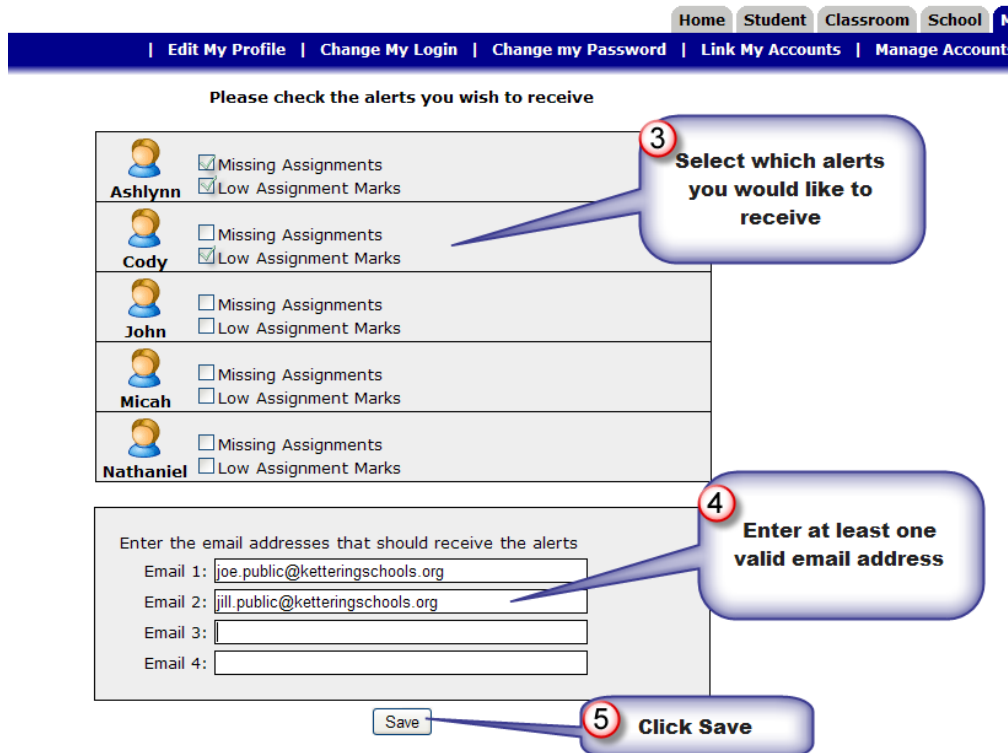 Home Student Classroom School M
| Edit My Profile | Change My Login | Change my Password | Link My Accounts | Manage Accounts
Please check the alerts you wish to receive
Missing Assignments
Low Assignment Marks
Ashlynn
Missing Assignments
Low Assignment Marks
Cody
Missing Assignments
Low Assignment Marks
John
Missing Assignments
Low Assignment Marks
Micah
Missing Assignments
Low Assignment Marks
Nathaniel
3
Select which alerts
you would like to
receive
Enter the email addresses that should receive the alerts
Email 1: joe.public@ketteringschools.org
Email 2: jill.public@ketteringschools.org
Email 3:
Email 4:
4
Enter at least one
valid email address
Save
5
Click Save